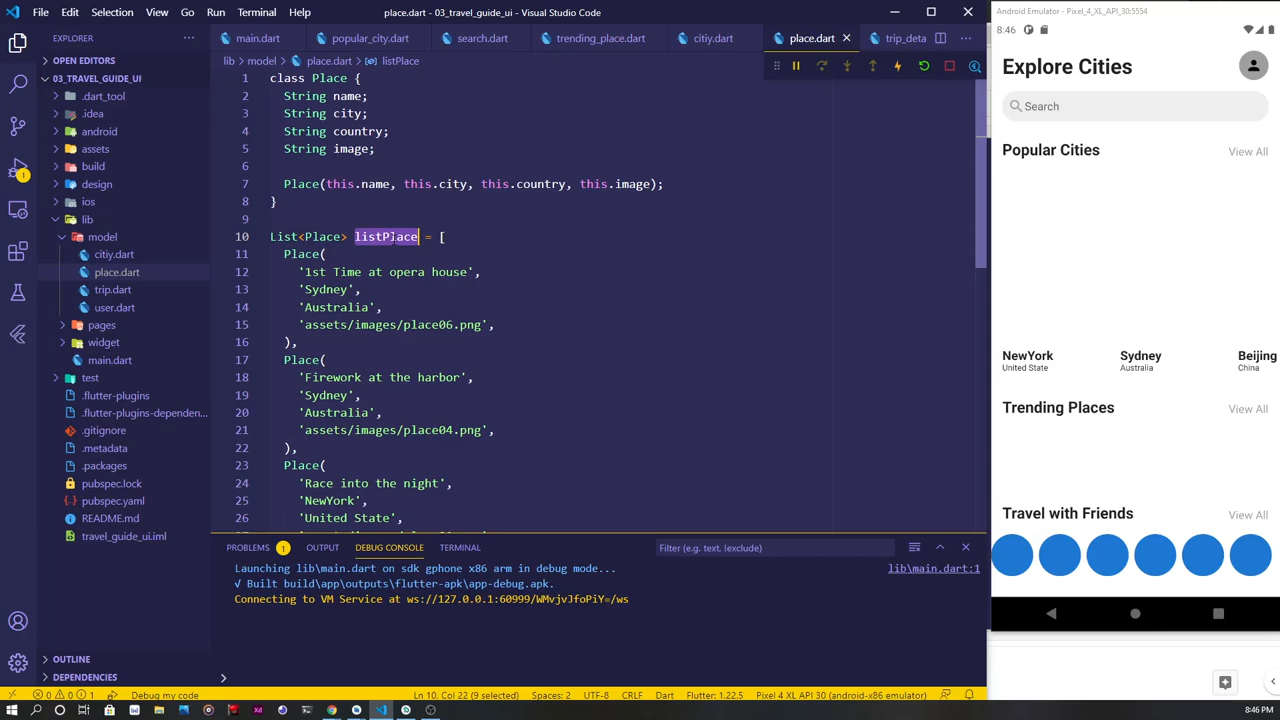 File Edit Selection View Go Run Terminal Help
place.dart - 03_travel_guide_ui - Visual Studio Code
Android Emulator - Pixel_4_XL_API_30:5554
EXPLORER
OPEN EDITORS
03_TRAVEL_GUIDE_UI
.dart_tool
.idea
android
assets
build
design
ios
lib
model
citiy.dart
place.dart
trip.dart
user.dart
pages
widget
main.dart
test
.flutter-plugins
.flutter-plugins-dependen...
.gitignore
.metadata
.packages
pubspec.lock
pubspec.yaml
README.md
travel_guide_ui.iml
OUTLINE
DEPENDENCIES
1
main.dart
pular_city.dart
search.dart
nding_place.dart
citiy.dart
place.dart
trip_deta
lib > model > place.dart > listPlace
1 class Place {
2 String name;
3 String city;
4 String country;
5 String image;
6
7 Place(this.name, this.city, this.country, this.image);
8 }
9
10 List<Place> listPlace = [
11 Place(
12 '1st Time at opera house',
13 'Sydney',
14 'Australia',
15 'assets/images/place06.png',
16 ),
17 Place(
18 'Firework at the harbor',
19 'Sydney',
20 'Australia',
21 'assets/images/place04.png',
22 ),
23 Place(
24 'Race into the night',
25 'NewYork',
26 'United State',
PROBLEMS 1 OUTPUT DEBUG CONSOLE TERMINAL
Filter (e.g. text, !exclude)
Launching lib\main.dart on sdk gphone x86 arm in debug mode...
lib\main.dart:1
√ Built build\app\outputs\flutter-apk\app-debug.apk.
Connecting to VM Service at ws://127.0.0.1:60999/WMvjvJfoPiY=/ws
8:46
Explore Cities
Search
Popular Cities View All
NewYork Sydney Beijing
United State Australia China
Trending Places View All
Travel with Friends View All
0 0 1 Debug my code Ln 10, Col 22 (9 selected) Spaces: 2 UTF-8 CRLF Dart Flutter: 1.22.5 Pixel 4 XL API 30 (android-x86 emulator)
8:46 PM